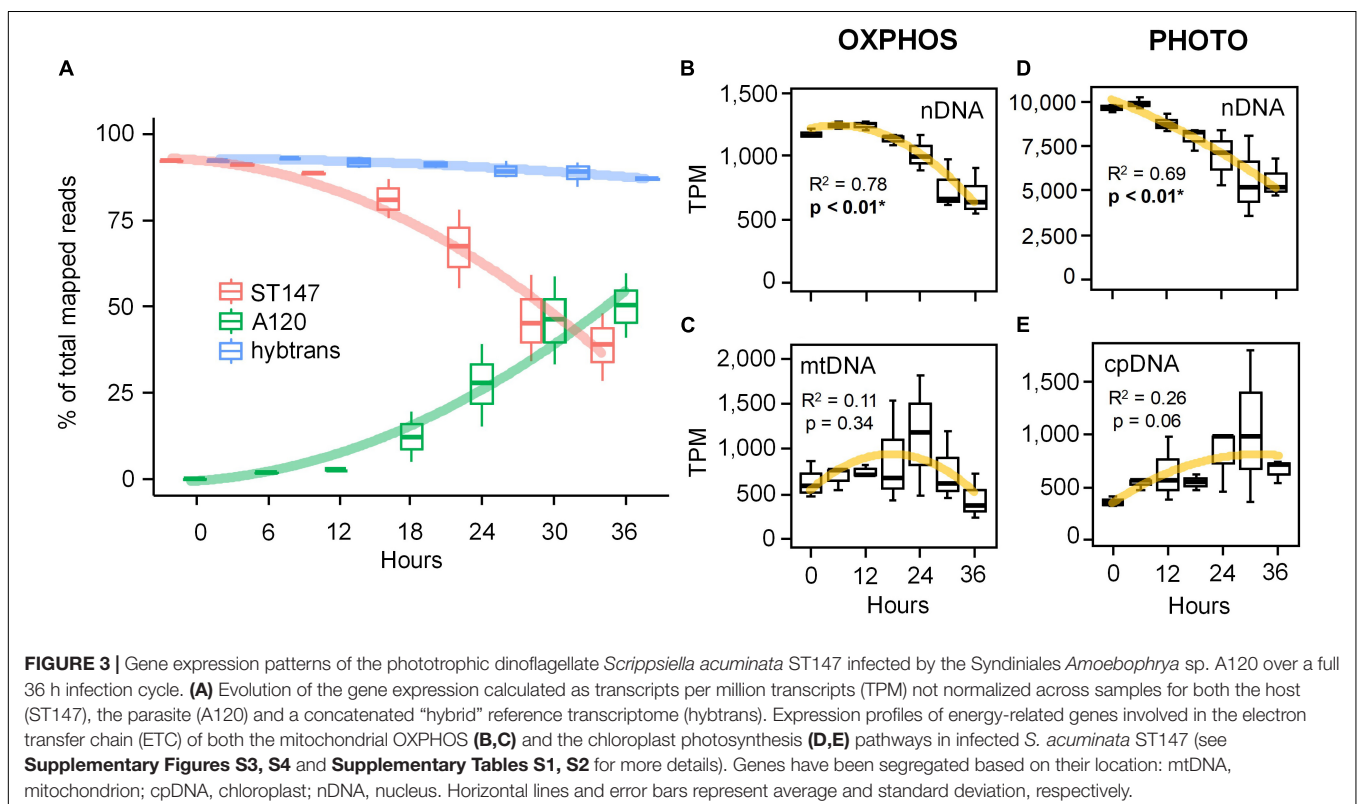 OXPHOS
PHOTO
A
% of total mapped reads
100
75
50
25
0
ST147
A120
hybtrans
0 6 12 18 24 30 36
Hours
B
TPM
1,500
1,000
500
0
nDNA
R² = 0.78
p < 0.01*
D
10,000
7,500
5,000
2,500
0
nDNA
R² = 0.69
p < 0.01*
C
TPM
2,000
1,500
1,000
500
0
mtDNA
R² = 0.11
p = 0.34
0 12 24 36
Hours
E
1,500
1,000
500
0
cpDNA
R² = 0.26
p = 0.06
0 12 24 36
Hours
FIGURE 3 | Gene expression patterns of the phototrophic dinoflagellate Scrippsiella acuminata ST147 infected by the Syndiniales Amoebophrya sp. A120 over a full
36 h infection cycle. (A) Evolution of the gene expression calculated as transcripts per million transcripts (TPM) not normalized across samples for both the host
(ST147), the parasite (A120) and a concatenated “hybrid” reference transcriptome (hybtrans). Expression profiles of energy-related genes involved in the electron
transfer chain (ETC) of both the mitochondrial OXPHOS (B,C) and the chloroplast photosynthesis (D,E) pathways in infected S. acuminata ST147 (see
Supplementary Figures S3, S4 and Supplementary Tables S1, S2 for more details). Genes have been segregated based on their location: mtDNA,
mitochondrion; cpDNA, chloroplast; nDNA, nucleus. Horizontal lines and error bars represent average and standard deviation, respectively.